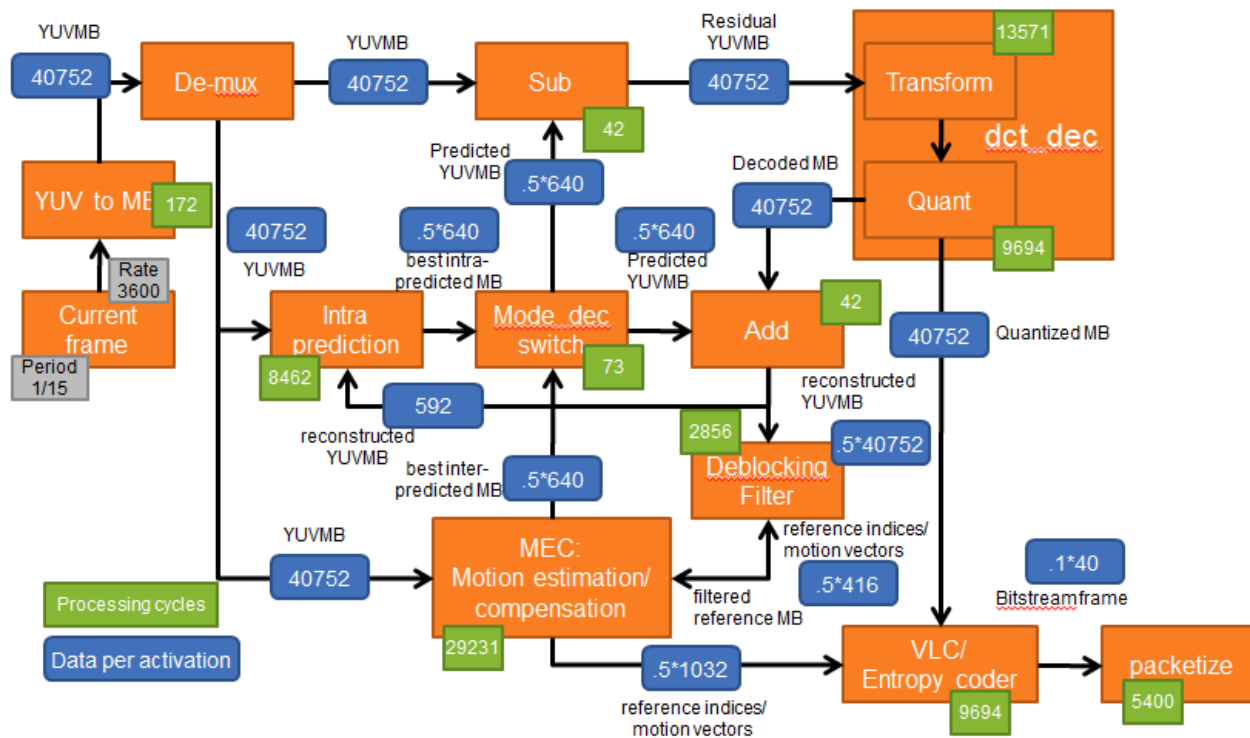 YUVMB
40752
De-mux
YUVMB
40752
Sub
42
Residual
YUVMB
40752
13571
Transform
dct_dec
Quant
9694
Decoded MB
40752
YUV to MB
172
Predicted
YUVMB
.5*640
40752
YUVMB
.5*640
best intra-
predicted MB
.5*640
Predicted
YUVMB
Rate
3600
Current
frame
Period
1/15
Intra
prediction
8462
Mode_dec
switch
73
Add
42
40752
Quantized MB
592
reconstructed
YUVMB
reconstructed
YUVMB
2856
Deblocking
Filter
.5*40752
best inter-
predicted MB
.5*640
YUVMB
40752
MEC:
Motion estimation/
compensation
29231
reference indices/
motion vectors
.5*416
filtered
reference MB
.1*40
Bitstreamframe
Processing cycles
Data per activation
.5*1032
reference indices/
motion vectors
VLC/
Entropy coder
9694
packetize
5400